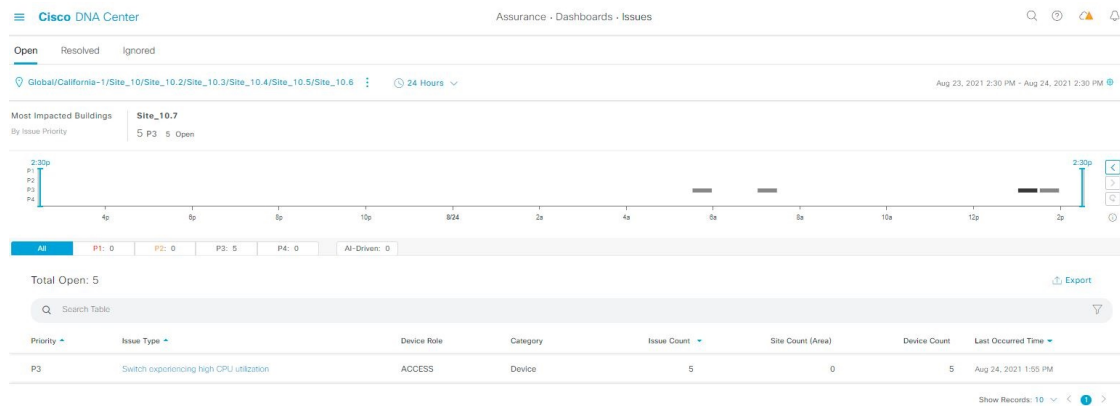 Cisco DNA Center
Assurance · Dashboards · Issues
Open Resolved Ignored
Global/California-1/Site_10/Site_10.2/Site_10.3/Site_10.4/Site_10.5/Site_10.6
24 Hours
Aug 23, 2021 2:30 PM - Aug 24, 2021 2:30 PM
Most Impacted Buildings
By Issue Priority
Site_10.7
5 P3 5 Open
2:30p 2:30p
P1
P2
P3
P4
4p 6p 8p 10p 8/24 2a 4a 6a 8a 10a 12p 2p
All P1: 0 P2: 0 P3: 5 P4: 0 AI-Driven: 0
Total Open: 5
Export
Search Table
Priority Issue Type Device Role Category Issue Count Site Count (Area) Device Count Last Occurred Time
P3 Switch experiencing high CPU utilization ACCESS Device 5 0 5 Aug 24, 2021 1:55 PM
Show Records: 10 1